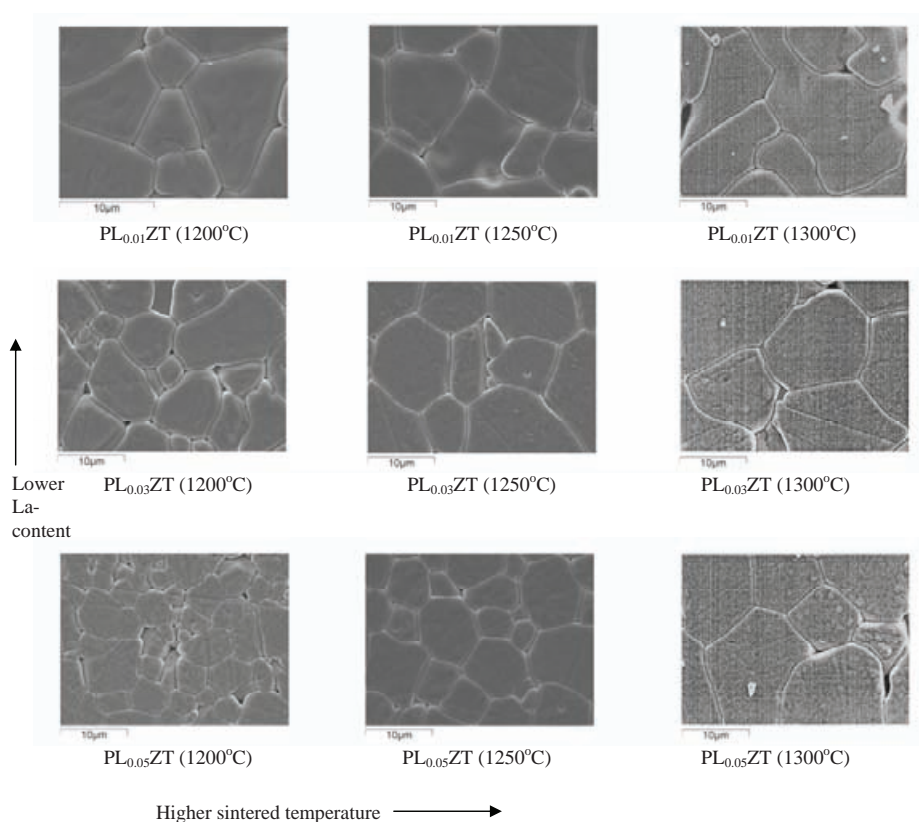 10µm 10µm 10µm
PL₀.₀₁ZT (1200°C) PL₀.₀₁ZT (1250°C) PL₀.₀₁ZT (1300°C)
10µm 10µm 10µm
PL₀.₀₃ZT (1200°C) PL₀.₀₃ZT (1250°C) PL₀.₀₃ZT (1300°C)
Lower
La-
content
10µm 10µm 10µm
PL₀.₀₅ZT (1200°C) PL₀.₀₅ZT (1250°C) PL₀.₀₅ZT (1300°C)
Higher sintered temperature